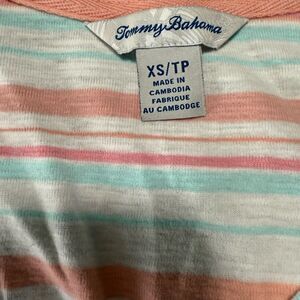 Tommy Bahama
XS/TP
MADE IN
CAMBODIA
FABRIQUE
AU CAMBODGE